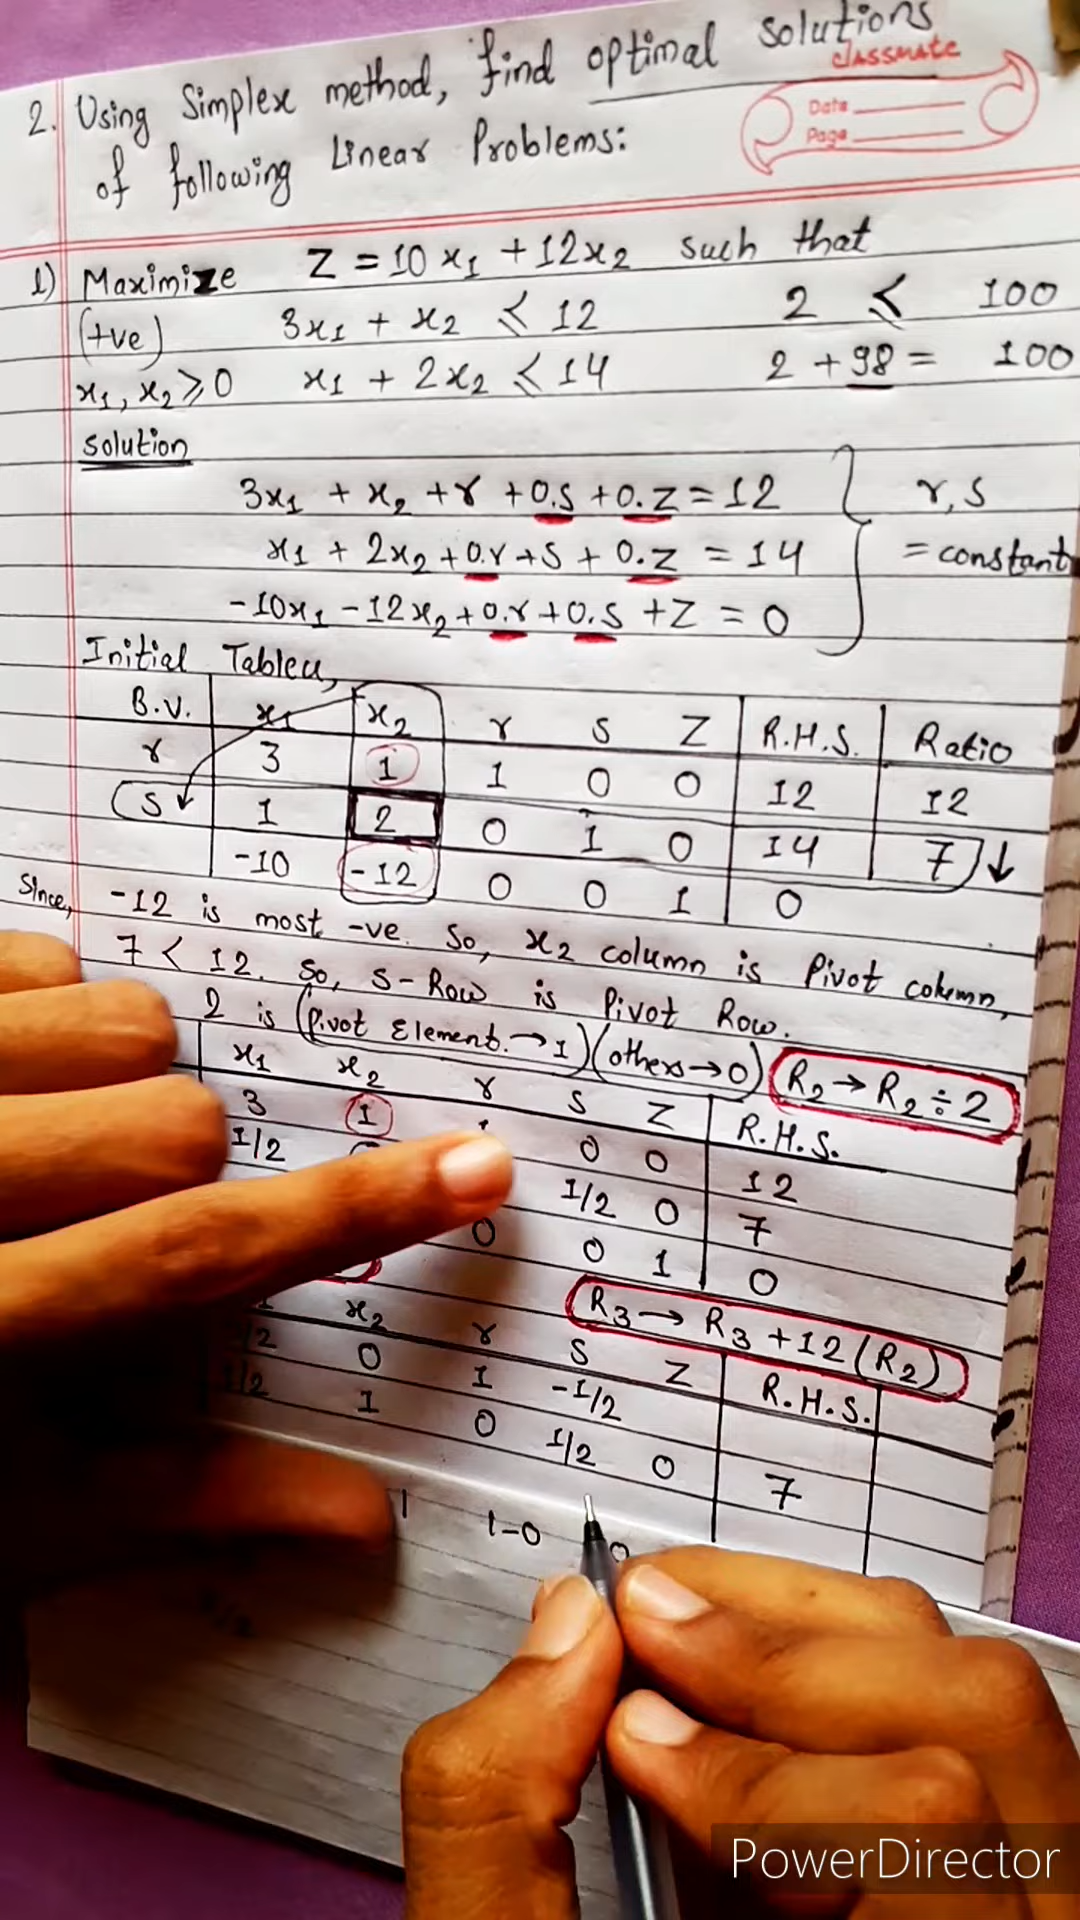 2. Using Simplex method, find optimal solutions
of following Linear Problems:
classmate
Date
Page
1) Maximize Z = 10x₁ + 12x₂ such that
(+ve) 3x₁ + x₂ ≤ 12 2 ≤ 100
x₁, x₂ ≥ 0 x₁ + 2x₂ ≤ 14 2 + 98 = 100
solution
3x₁ + x₂ + r + 0.s + 0.z = 12 r, s
x₁ + 2x₂ + 0.r + s + 0.z = 14 = constant
-10x₁ - 12x₂ + 0.r + 0.s + z = 0
Initial Tableu,
B.V. x₁ x₂ r s z R.H.S. Ratio
r 3 1 1 0 0 12 12
s 1 2 0 1 0 14 7 ↓
-10 -12 0 0 1 0
Since, -12 is most -ve. So, x₂ column is Pivot column,
7 < 12. So, s-Row is Pivot Row.
2 is (Pivot Element. → 1) (others → 0) R₂ → R₂ ÷ 2
x₁ x₂ r s z R.H.S.
3 1 0 0 12
1/2 1/2 0 7
0 0 1 0
R₃ → R₃ + 12(R₂)
x₂ r s z R.H.S.
/2 0 1 -1/2
1/2 1 0 1/2 0 7
1 1-0
PowerDirector